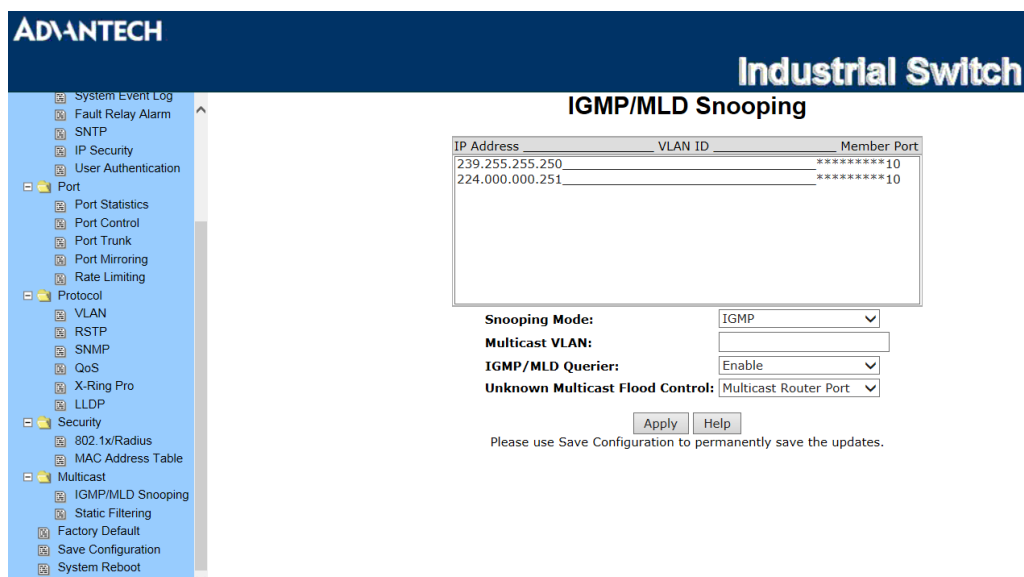 ADVANTECH
Industrial Switch
System Event Log
Fault Relay Alarm
SNTP
IP Security
User Authentication
Port
Port Statistics
Port Control
Port Trunk
Port Mirroring
Rate Limiting
Protocol
VLAN
RSTP
SNMP
QoS
X-Ring Pro
LLDP
Security
802.1x/Radius
MAC Address Table
Multicast
IGMP/MLD Snooping
Static Filtering
Factory Default
Save Configuration
System Reboot
IGMP/MLD Snooping
IP Address ________________ VLAN ID ________________ Member Port
239.255.255.250________________________________*********10
224.000.000.251________________________________*********10
Snooping Mode: IGMP
Multicast VLAN:
IGMP/MLD Querier: Enable
Unknown Multicast Flood Control: Multicast Router Port
Apply Help
Please use Save Configuration to permanently save the updates.